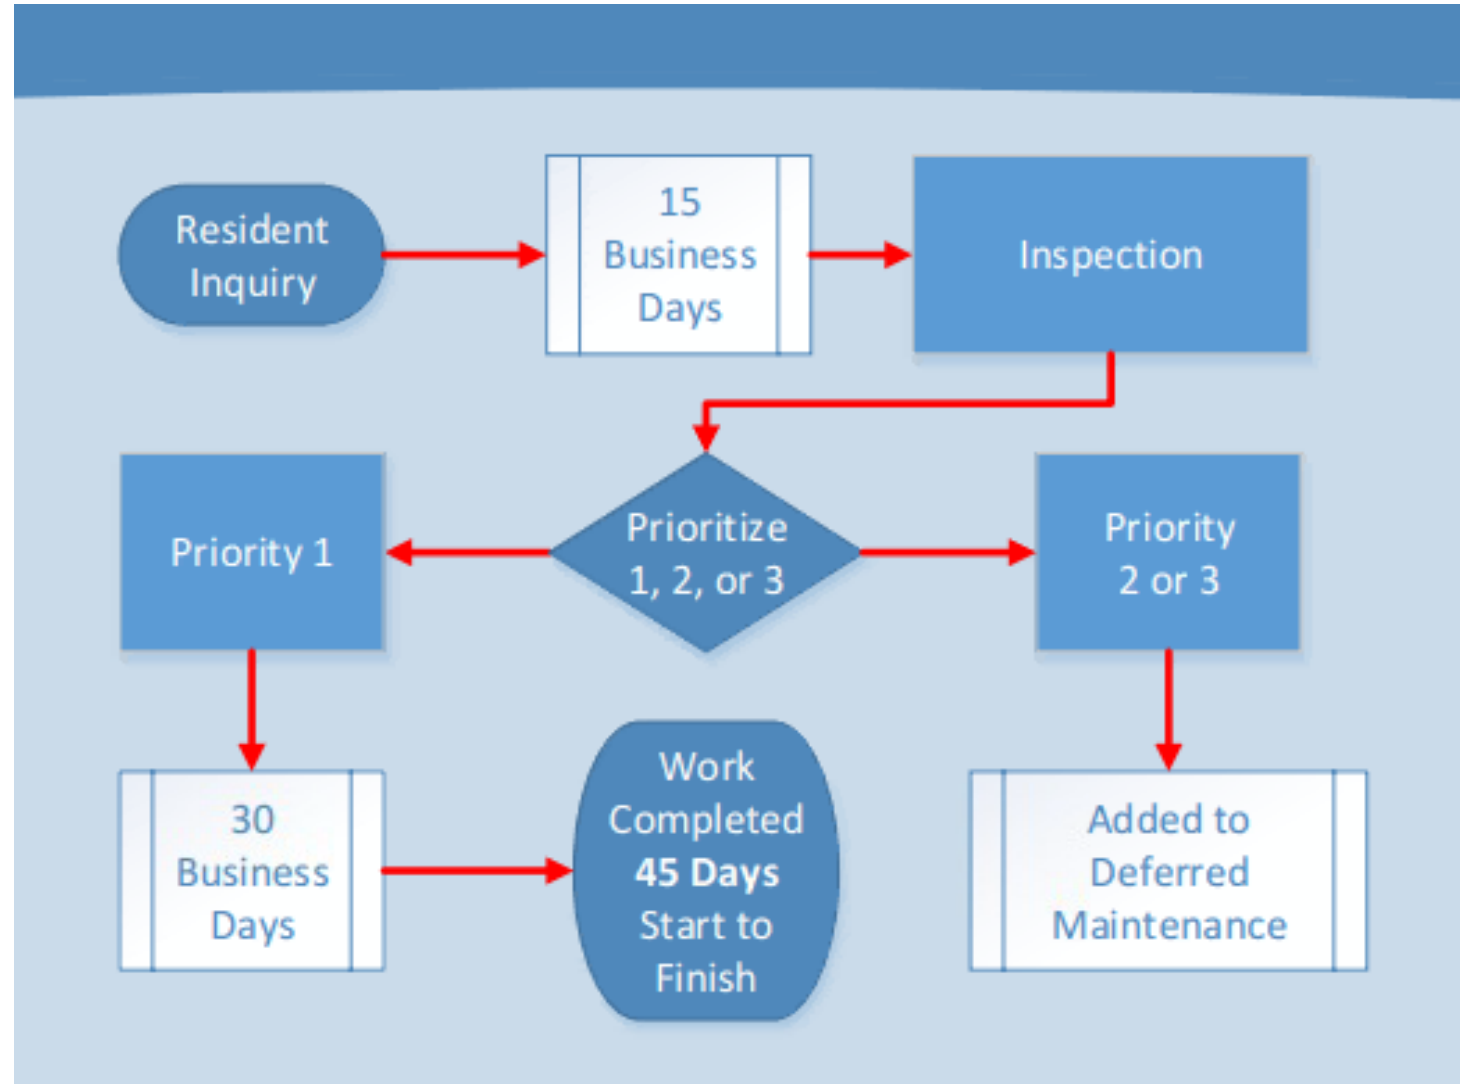 Resident
Inquiry
15
Business
Days
Inspection
Prioritize
1, 2, or 3
Priority 1
Priority
2 or 3
30
Business
Days
Work
Completed
45 Days
Start to
Finish
Added to
Deferred
Maintenance